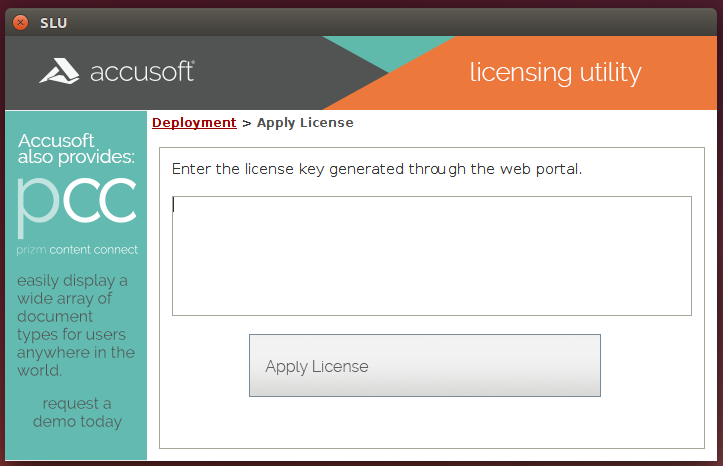 SLU
accusoft®
licensing utility
Accusoft
also provides:
pcc
prizm content connect
easily display a
wide array of
document
types for users
anywhere in the
world.
request a
demo today
Deployment > Apply License
Enter the license key generated through the web portal.
Apply License